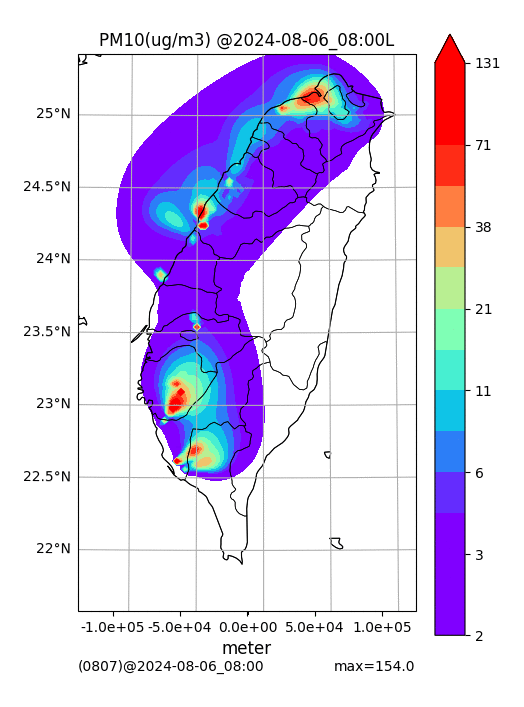 PM10(ug/m3) @2024-08-06_08:00L
131
71
38
21
11
6
3
2
25°N
24.5°N
24°N
23.5°N
23°N
22.5°N
22°N
-1.0e+05 -5.0e+04 0.0e+00 5.0e+04 1.0e+05
meter
(0807)@2024-08-06_08:00 max=154.0